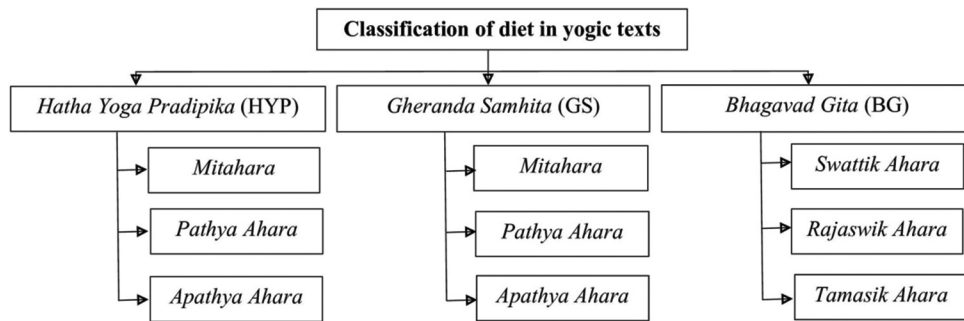 Classification of diet in yogic texts
Hatha Yoga Pradipika (HYP)
Gheranda Samhita (GS)
Bhagavad Gita (BG)
Mitahara
Mitahara
Swattik Ahara
Pathya Ahara
Pathya Ahara
Rajaswik Ahara
Apathya Ahara
Apathya Ahara
Tamasik Ahara